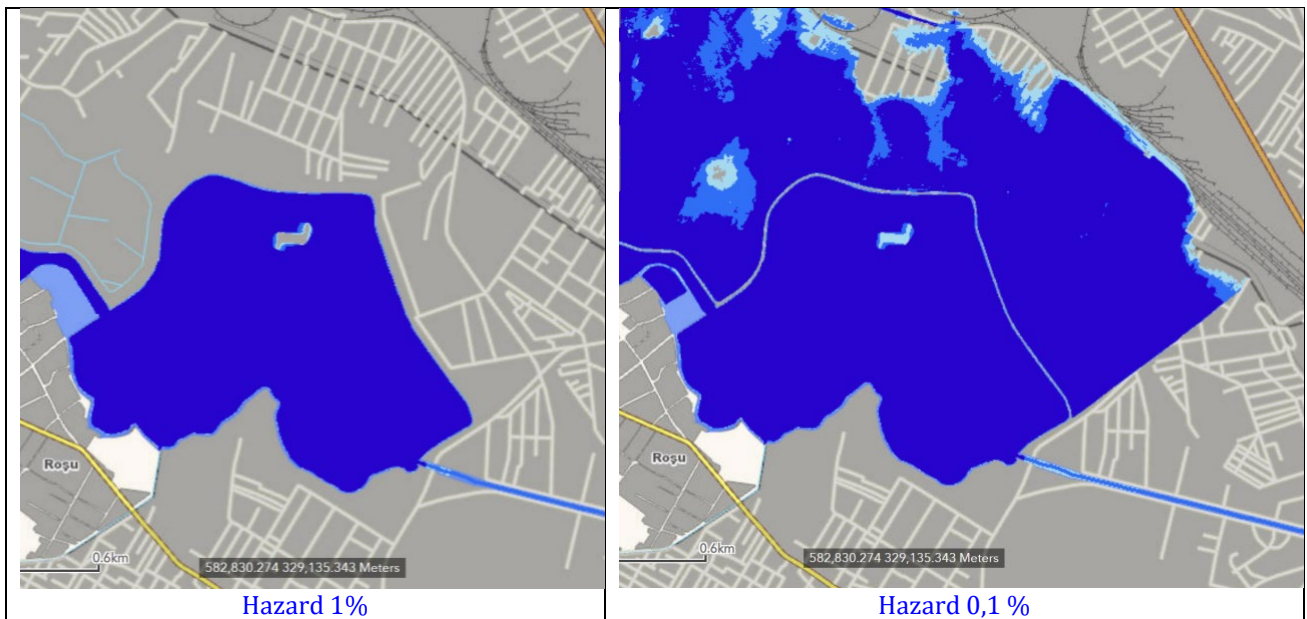 Roşu
0.6km
582,830.274 329,135.343 Meters
Hazard 1%
Roşu
0.6km
582,830.274 329,135.343 Meters
Hazard 0,1 %